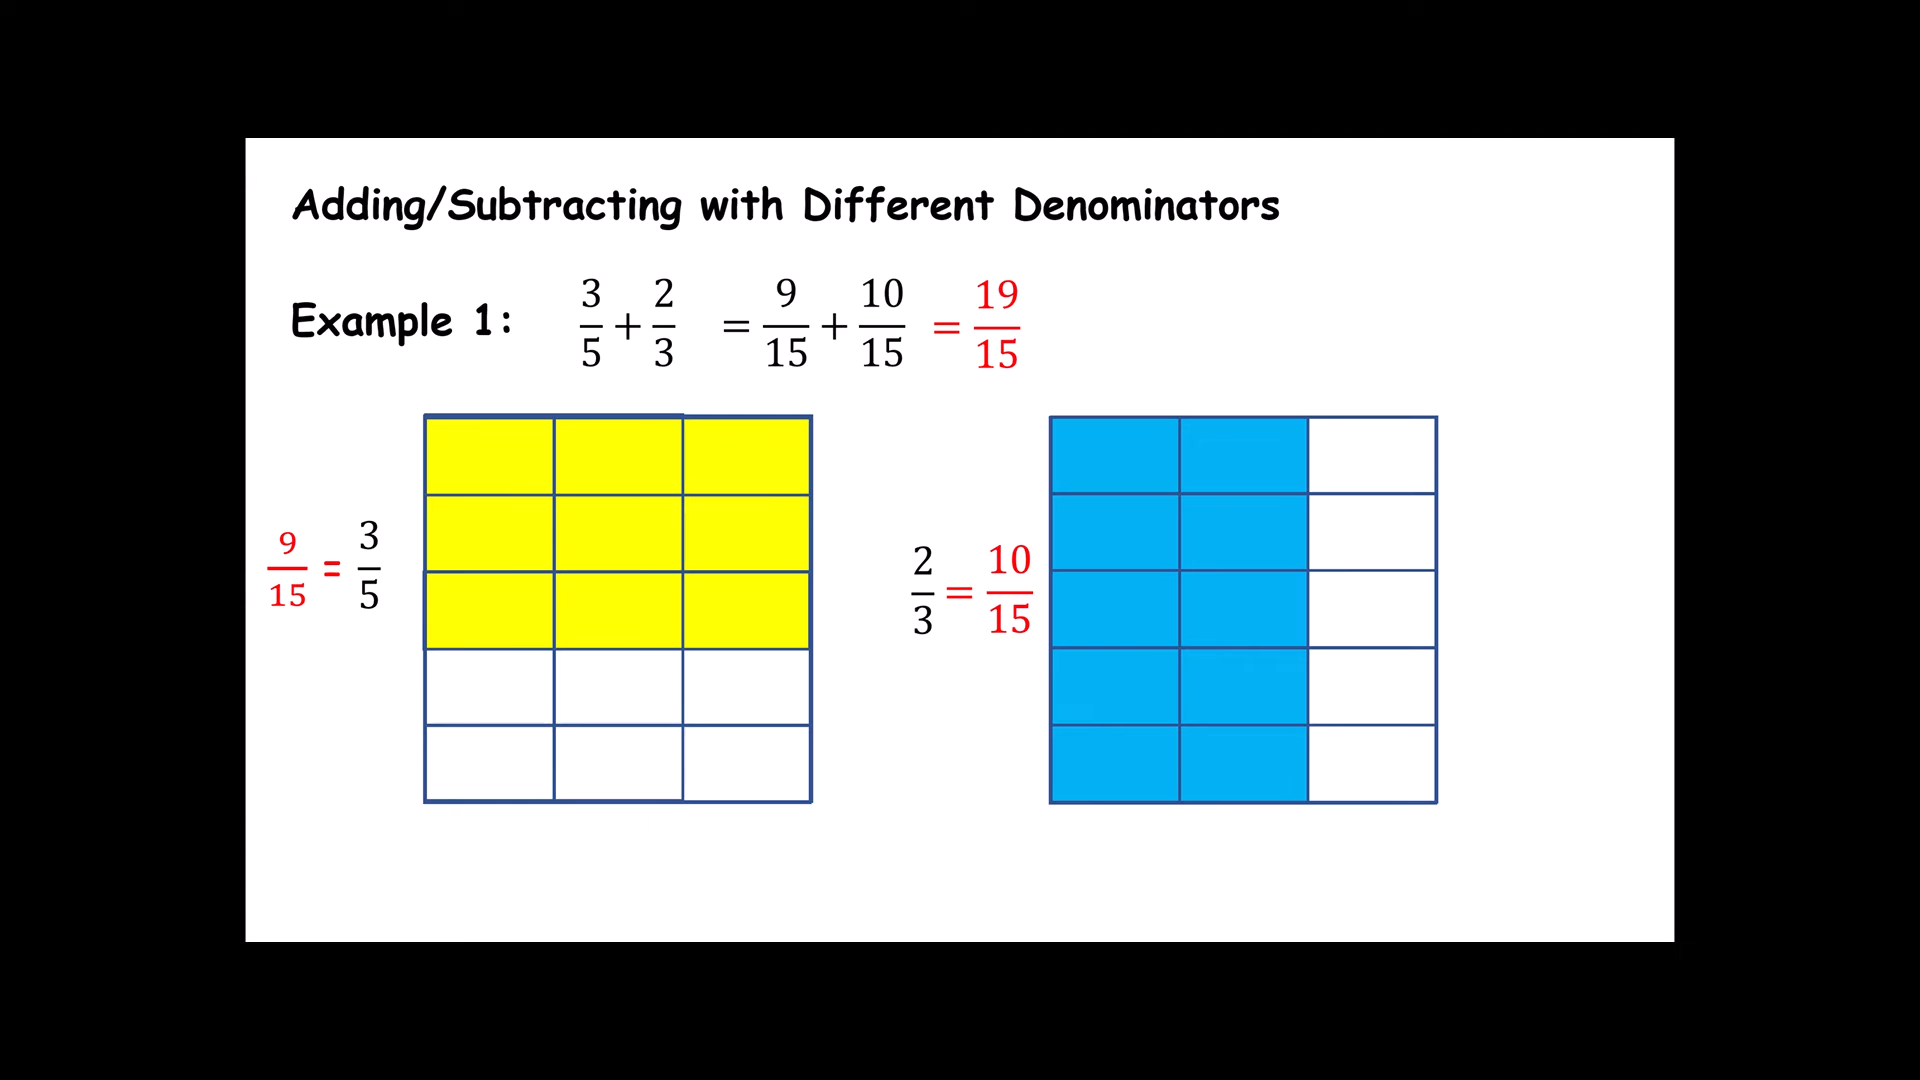 Adding/Subtracting with Different Denominators
Example 1: 3/5 + 2/3 = 9/15 + 10/15 = 19/15
9/15 = 3/5
2/3 = 10/15